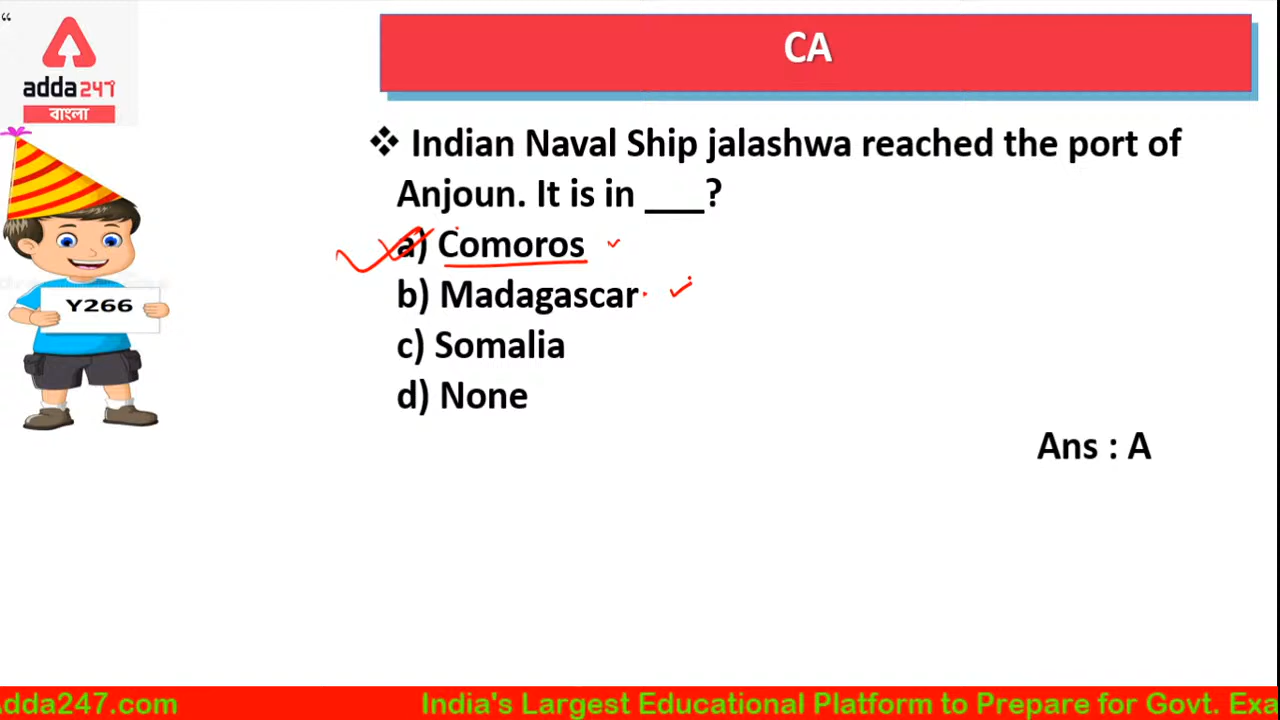 “
adda247
বাংলা
CA
❖ Indian Naval Ship jalashwa reached the port of
Anjoun. It is in ___?
a) Comoros
b) Madagascar
c) Somalia
d) None
Y266
Ans : A
Adda247.com India's Largest Educational Platform to Prepare for Govt. Exa